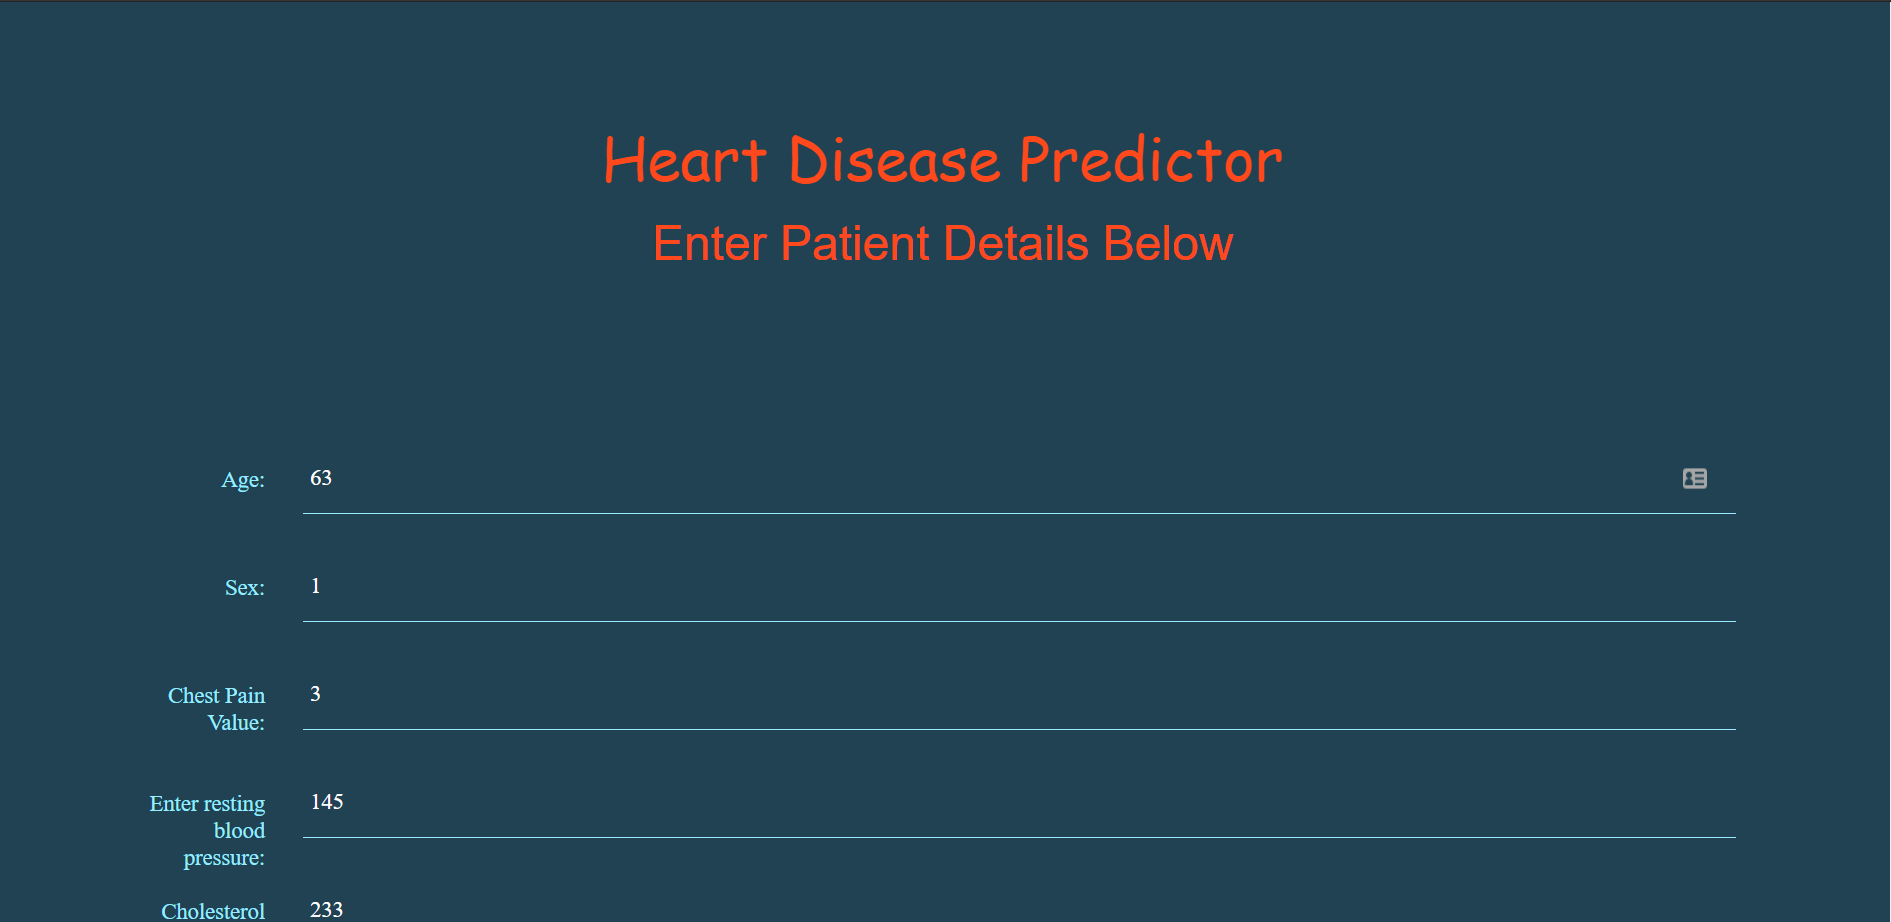 Heart Disease Predictor
Enter Patient Details Below
Age: 63
Sex: 1
Chest Pain 3
Value:
Enter resting 145
blood
pressure:
Cholesterol 233